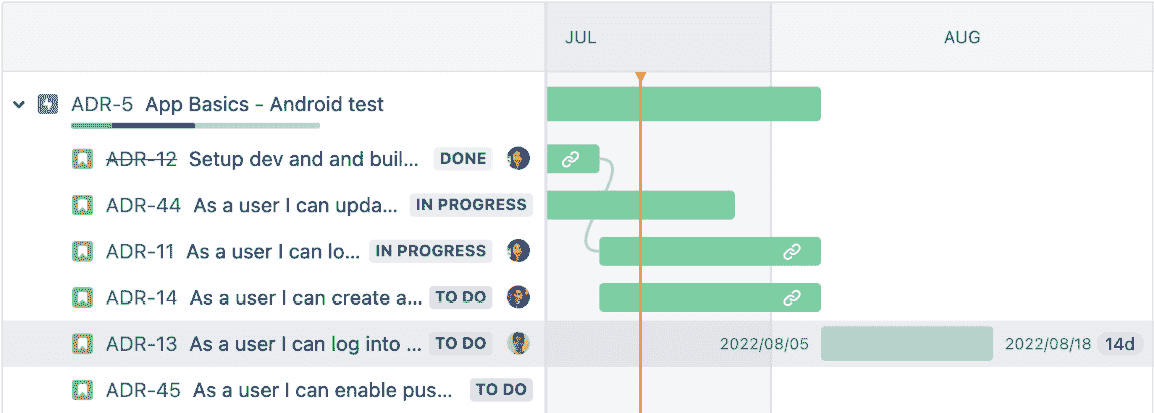 JUL AUG
ADR-5 App Basics - Android test
ADR-12 Setup dev and and buil... DONE
ADR-44 As a user I can upda... IN PROGRESS
ADR-11 As a user I can lo... IN PROGRESS
ADR-14 As a user I can create a... TO DO
ADR-13 As a user I can log into ... TO DO 2022/08/05 2022/08/18 14d
ADR-45 As a user I can enable pus... TO DO